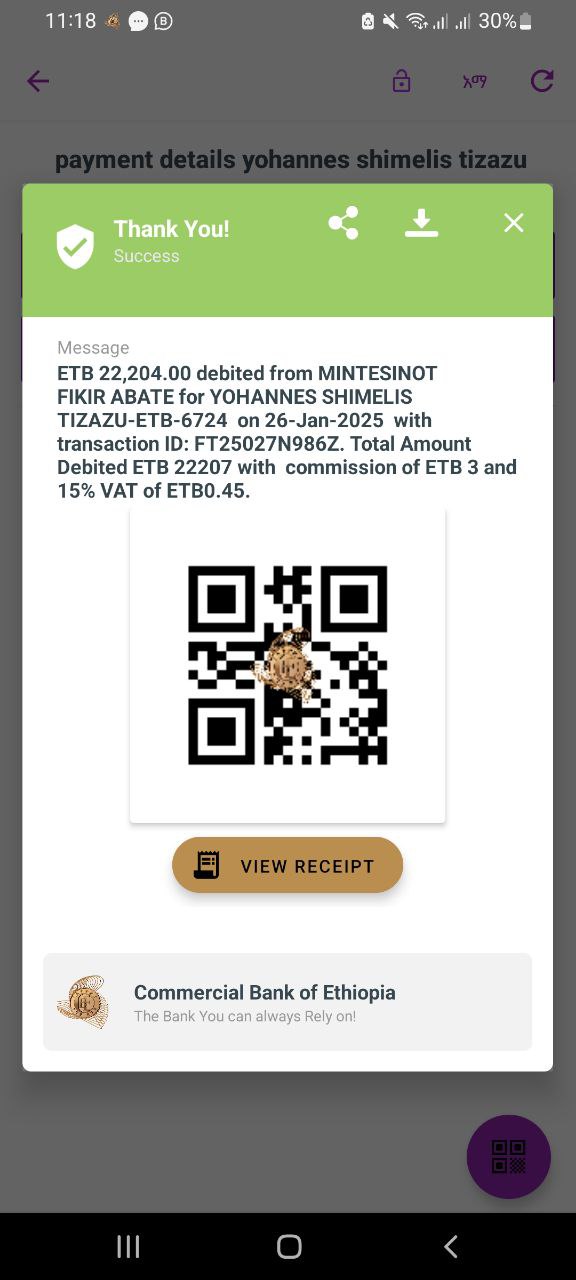 11:18
30%
አማ
payment details yohannes shimelis tizazu
Thank You!
Success
Message
ETB 22,204.00 debited from MINTESINOT
FIKIR ABATE for YOHANNES SHIMELIS
TIZAZU-ETB-6724 on 26-Jan-2025 with
transaction ID: FT25027N986Z. Total Amount
Debited ETB 22207 with commission of ETB 3 and
15% VAT of ETB0.45.
VIEW RECEIPT
Commercial Bank of Ethiopia
The Bank You can always Rely on!